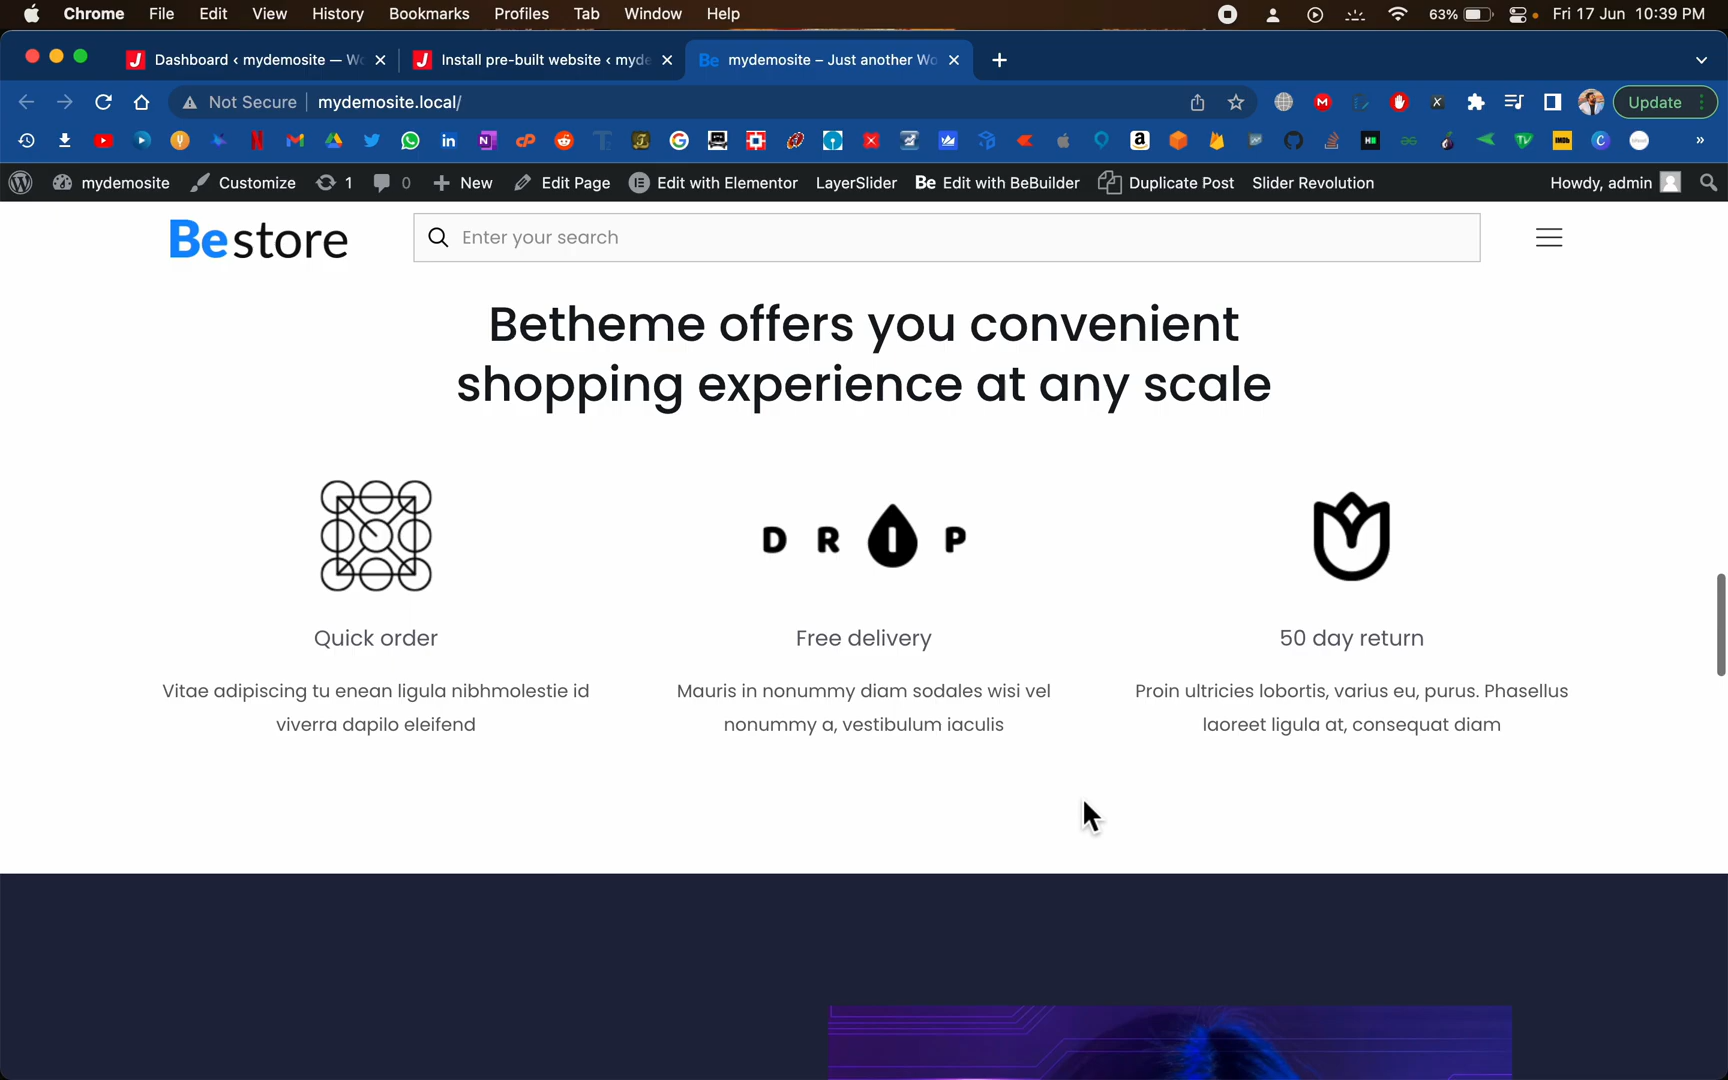 Chrome File Edit View History Bookmarks Profiles Tab Window Help 63% Fri 17 Jun 10:39 PM
Dashboard ‹ mydemosite — Wo Install pre-built website ‹ myde mydemosite – Just another Wo
Not Secure mydemosite.local/ Update
mydemosite Customize 1 0 New Edit Page Edit with Elementor LayerSlider Be Edit with BeBuilder Duplicate Post Slider Revolution Howdy, admin
Bestore Enter your search
Betheme offers you convenient
shopping experience at any scale
DRIP
Quick order Free delivery 50 day return
Vitae adipiscing tu enean ligula nibhmolestie id Mauris in nonummy diam sodales wisi vel Proin ultricies lobortis, varius eu, purus. Phasellus
viverra dapilo eleifend nonummy a, vestibulum iaculis laoreet ligula at, consequat diam